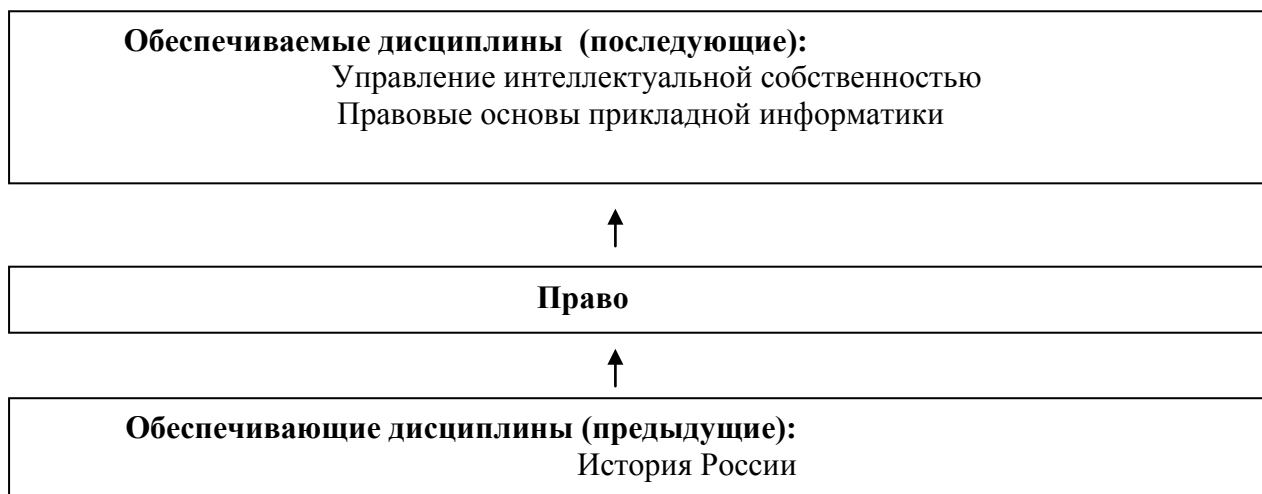 Обеспечиваемые дисциплины (последующие):
Управление интеллектуальной собственностью
Правовые основы прикладной информатики
Право
Обеспечивающие дисциплины (предыдущие):
История России